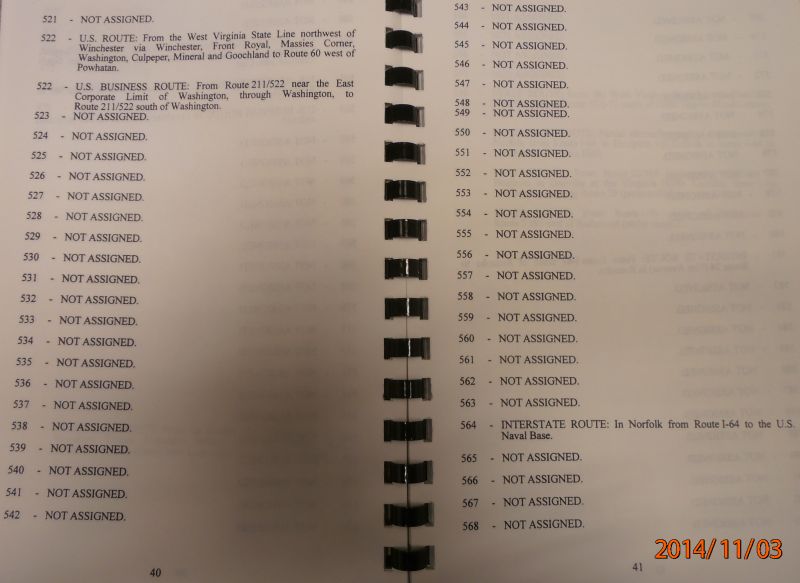 521 - NOT ASSIGNED.
522 - U.S. ROUTE: From the West Virginia State Line northwest of
Winchester via Winchester, Front Royal, Massies Corner,
Washington, Culpeper, Mineral and Goochland to Route 60 west of
Powhatan.
522 - U.S. BUSINESS ROUTE: From Route 211/522 near the East
Corporate Limit of Washington, through Washington, to
Route 211/522 south of Washington.
523 - NOT ASSIGNED.
524 - NOT ASSIGNED.
525 - NOT ASSIGNED.
526 - NOT ASSIGNED.
527 - NOT ASSIGNED.
528 - NOT ASSIGNED.
529 - NOT ASSIGNED.
530 - NOT ASSIGNED.
531 - NOT ASSIGNED.
532 - NOT ASSIGNED.
533 - NOT ASSIGNED.
534 - NOT ASSIGNED.
535 - NOT ASSIGNED.
536 - NOT ASSIGNED.
537 - NOT ASSIGNED.
538 - NOT ASSIGNED.
539 - NOT ASSIGNED.
540 - NOT ASSIGNED.
541 - NOT ASSIGNED.
542 - NOT ASSIGNED.
40
543 - NOT ASSIGNED.
544 - NOT ASSIGNED.
545 - NOT ASSIGNED.
546 - NOT ASSIGNED.
547 - NOT ASSIGNED.
548 - NOT ASSIGNED.
549 - NOT ASSIGNED.
550 - NOT ASSIGNED.
551 - NOT ASSIGNED.
552 - NOT ASSIGNED.
553 - NOT ASSIGNED.
554 - NOT ASSIGNED.
555 - NOT ASSIGNED.
556 - NOT ASSIGNED.
557 - NOT ASSIGNED.
558 - NOT ASSIGNED.
559 - NOT ASSIGNED.
560 - NOT ASSIGNED.
561 - NOT ASSIGNED.
562 - NOT ASSIGNED.
563 - NOT ASSIGNED.
564 - INTERSTATE ROUTE: In Norfolk from Route I-64 to the U.S.
Naval Base.
565 - NOT ASSIGNED.
566 - NOT ASSIGNED.
567 - NOT ASSIGNED.
568 - NOT ASSIGNED.
41
2014/11/03